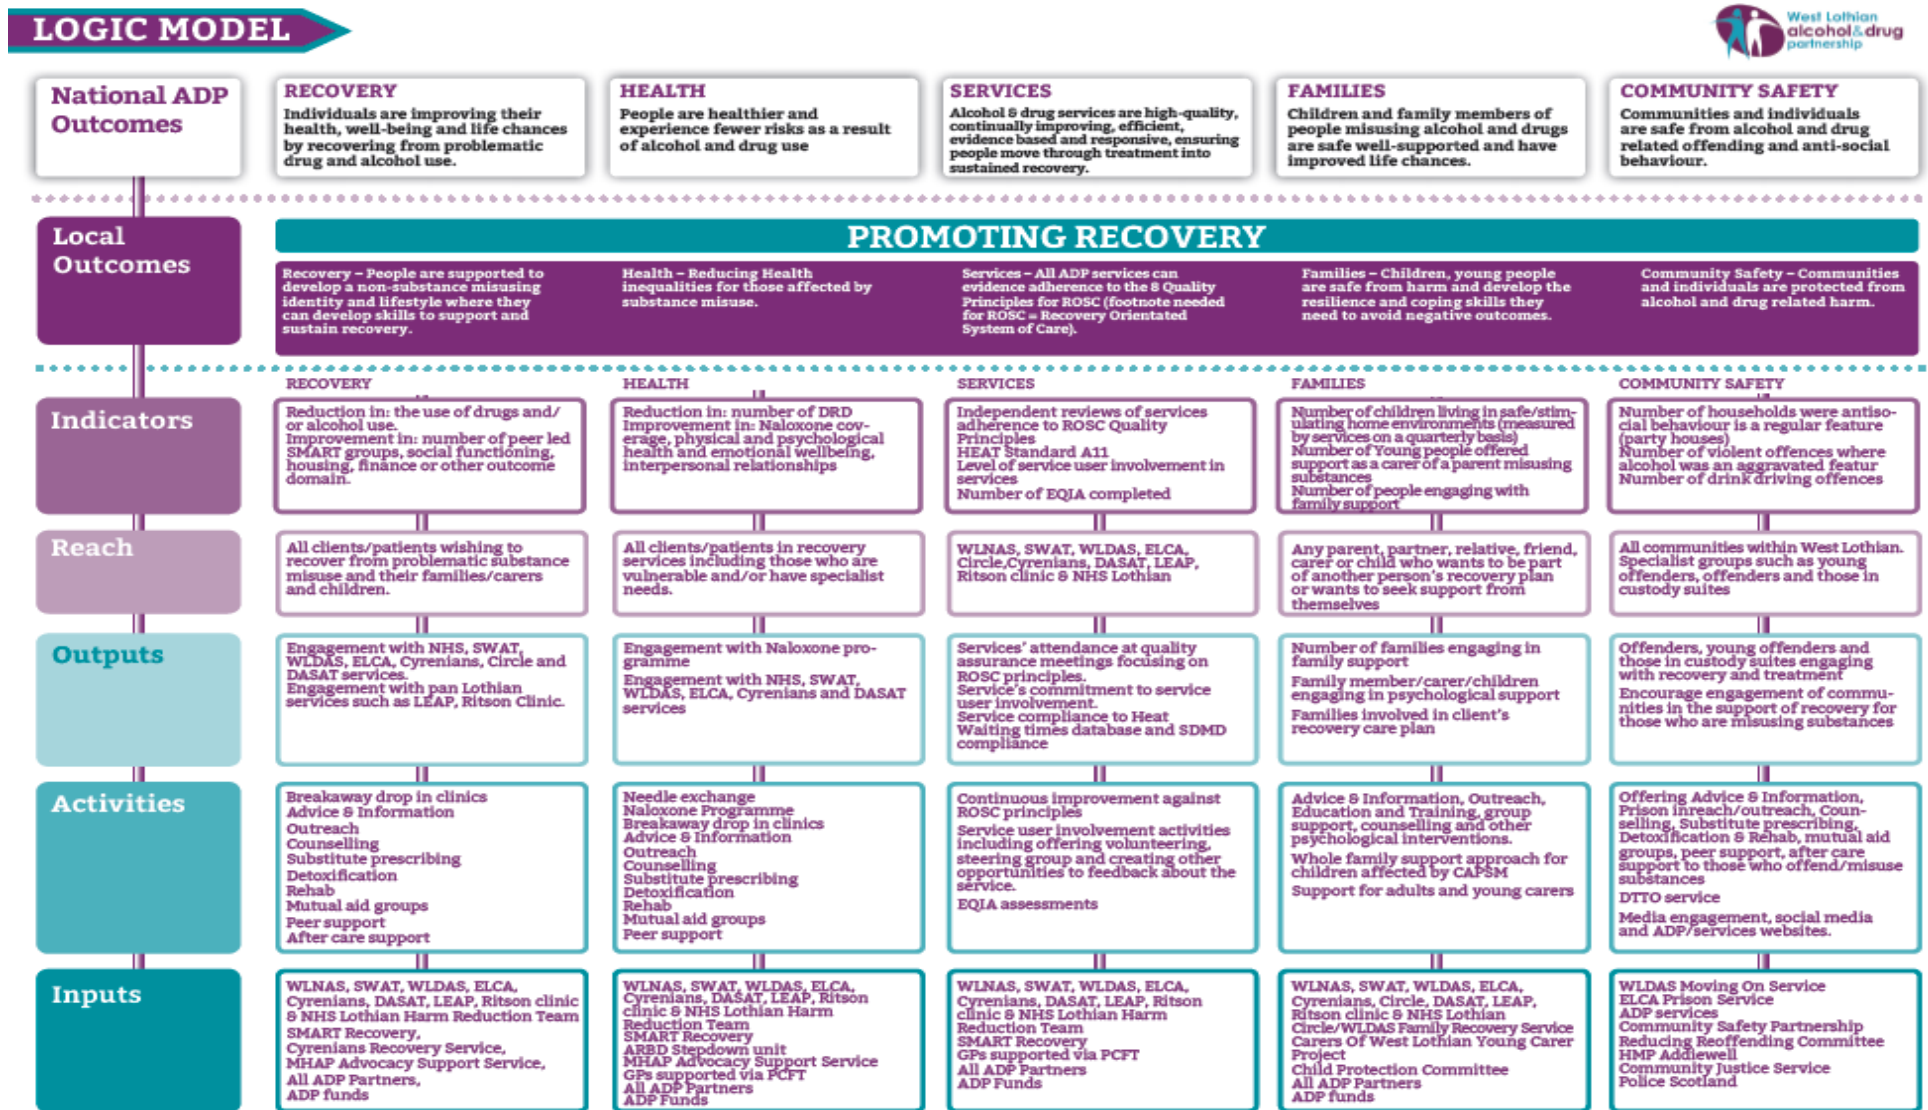 LOGIC MODEL
West Lothian
alcohol&drug
partnership
National ADP
Outcomes
RECOVERY
Individuals are improving their
health, well-being and life chances
by recovering from problematic
drug and alcohol use.
HEALTH
People are healthier and
experience fewer risks as a result
of alcohol and drug use
SERVICES
Alcohol & drug services are high-quality,
continually improving, efficient,
evidence based and responsive, ensuring
people move through treatment into
sustained recovery.
FAMILIES
Children and family members of
people misusing alcohol and drugs
are safe well-supported and have
improved life chances.
COMMUNITY SAFETY
Communities and individuals
are safe from alcohol and drug
related offending and anti-social
behaviour.
Local
Outcomes
PROMOTING RECOVERY
Recovery – People are supported to
develop a non-substance misusing
identity and lifestyle where they
can develop skills to support and
sustain recovery.
Health – Reducing Health
inequalities for those affected by
substance misuse.
Services – All ADP services can
evidence adherence to the 8 Quality
Principles for ROSC (footnote needed
for ROSC = Recovery Orientated
System of Care).
Families – Children, young people
are safe from harm and develop the
resilience and coping skills they
need to avoid negative outcomes.
Community Safety – Communities
and individuals are protected from
alcohol and drug related harm.
Indicators
RECOVERY
Reduction in: the use of drugs and/
or alcohol use.
Improvement in: number of peer led
SMART groups, social functioning,
housing, finance or other outcome
domain.
HEALTH
Reduction in: number of DRD
Improvement in: Naloxone cov-
erage, physical and psychological
health and emotional wellbeing,
interpersonal relationships
SERVICES
Independent reviews of services
adherence to ROSC Quality
Principles
HEAT Standard A11
Level of service user involvement in
services
Number of EQIA completed
FAMILIES
Number of children living in safe/stim-
ulating home environments (measured
by services on a quarterly basis)
Number of Young people offered
support as a carer of a parent misusing
substances
Number of people engaging with
family support
COMMUNITY SAFETY
Number of households were antiso-
cial behaviour is a regular feature
(party houses)
Number of violent offences where
alcohol was an aggravated featur
Number of drink driving offences
Reach
All clients/patients wishing to
recover from problematic substance
misuse and their families/carers
and children.
All clients/patients in recovery
services including those who are
vulnerable and/or have specialist
needs.
WLNAS, SWAT, WLDAS, ELCA,
Circle,Cyrenians, DASAT, LEAP,
Ritson clinic & NHS Lothian
Any parent, partner, relative, friend,
carer or child who wants to be part
of another person's recovery plan
or wants to seek support from
themselves
All communities within West Lothian.
Specialist groups such as young
offenders, offenders and those in
custody suites
Outputs
Engagement with NHS, SWAT,
WLDAS, ELCA, Cyrenians, Circle and
DASAT services.
Engagement with pan Lothian
services such as LEAP, Ritson Clinic.
Engagement with Naloxone pro-
gramme
Engagement with NHS, SWAT,
WLDAS, ELCA, Cyrenians and DASAT
services
Services' attendance at quality
assurance meetings focusing on
ROSC principles.
Service's commitment to service
user involvement.
Service compliance to Heat
Waiting times database and SDMD
compliance
Number of families engaging in
family support
Family member/carer/children
engaging in psychological support
Families involved in client's
recovery care plan
Offenders, young offenders and
those in custody suites engaging
with recovery and treatment
Encourage engagement of commu-
nities in the support of recovery for
those who are misusing substances
Activities
Breakaway drop in clinics
Advice & Information
Outreach
Counselling
Substitute prescribing
Detoxification
Rehab
Mutual aid groups
Peer support
After care support
Needle exchange
Naloxone Programme
Breakaway drop in clinics
Advice & Information
Outreach
Counselling
Substitute prescribing
Detoxification
Rehab
Mutual aid groups
Peer support
Continuous improvement against
ROSC principles
Service user involvement activities
including offering volunteering,
steering group and creating other
opportunities to feedback about the
service.
EQIA assessments
Advice & Information, Outreach,
Education and Training, group
support, counselling and other
psychological interventions.
Whole family support approach for
children affected by CAPSM
Support for adults and young carers
Offering Advice & Information,
Prison inreach/outreach, Coun-
selling, Substitute prescribing,
Detoxification & Rehab, mutual aid
groups, peer support, after care
support to those who offend/misuse
substances
DTTO service
Media engagement, social media
and ADP/services websites.
Inputs
WLNAS, SWAT, WLDAS, ELCA,
Cyrenians, DASAT, LEAP, Ritson clinic
& NHS Lothian Harm Reduction Team
SMART Recovery,
Cyrenians Recovery Service,
MHAP Advocacy Support Service,
All ADP Partners,
ADP funds
WLNAS, SWAT, WLDAS, ELCA,
Cyrenians, DASAT, LEAP, Ritson
clinic & NHS Lothian Harm
Reduction Team
SMART Recovery
ARBD Stepdown unit
MHAP Advocacy Support Service
GPs supported via PCFT
All ADP Partners
ADP Funds
WLNAS, SWAT, WLDAS, ELCA,
Cyrenians, DASAT, LEAP, Ritson
clinic & NHS Lothian Harm
Reduction Team
SMART Recovery
GPs supported via PCFT
All ADP Partners
ADP Funds
WLNAS, SWAT, WLDAS, ELCA,
Cyrenians, Circle, DASAT, LEAP,
Ritson clinic & NHS Lothian
Circle/WLDAS Family Recovery Service
Carers Of West Lothian Young Carer
Project
Child Protection Committee
All ADP Partners
ADP funds
WLDAS Moving On Service
ELCA Prison Service
ADP services
Community Safety Partnership
Reducing Reoffending Committee
HMP Addiewell
Community Justice Service
Police Scotland